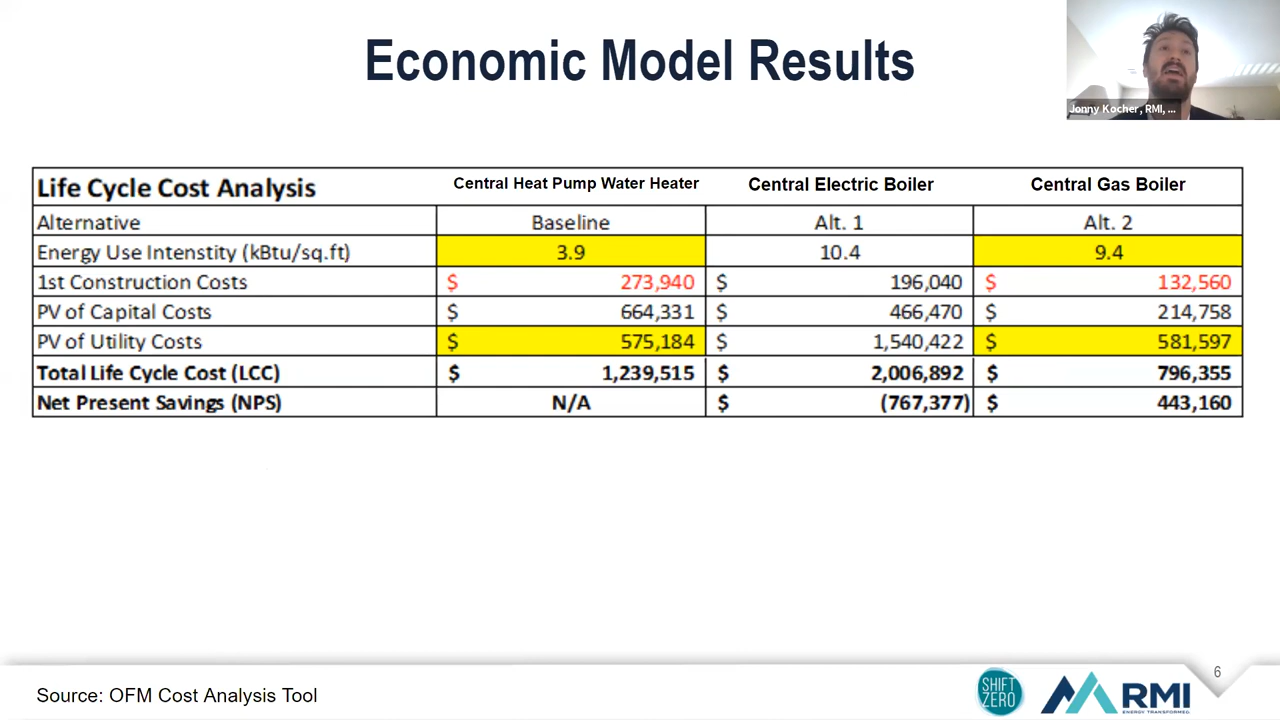 Economic Model Results
Jonny Kocher, RMI, ...
Life Cycle Cost Analysis Central Heat Pump Water Heater Central Electric Boiler Central Gas Boiler
Alternative Baseline Alt. 1 Alt. 2
Energy Use Intenstity (kBtu/sq.ft) 3.9 10.4 9.4
1st Construction Costs $ 273,940 $ 196,040 $ 132,560
PV of Capital Costs $ 664,331 $ 466,470 $ 214,758
PV of Utility Costs $ 575,184 $ 1,540,422 $ 581,597
Total Life Cycle Cost (LCC) $ 1,239,515 $ 2,006,892 $ 796,355
Net Present Savings (NPS) N/A $ (767,377) $ 443,160
6
Source: OFM Cost Analysis Tool
SHIFT
ZERO
RMI
ENERGY TRANSFORMED